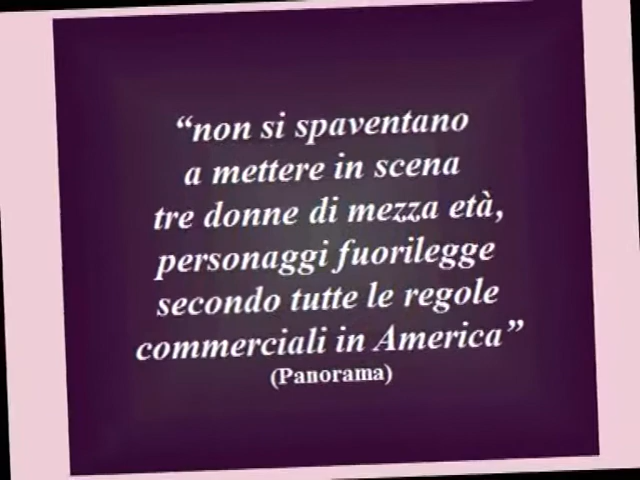 “non si spaventano
a mettere in scena
tre donne di mezza età,
personaggi fuorilegge
secondo tutte le regole
commerciali in America”
(Panorama)